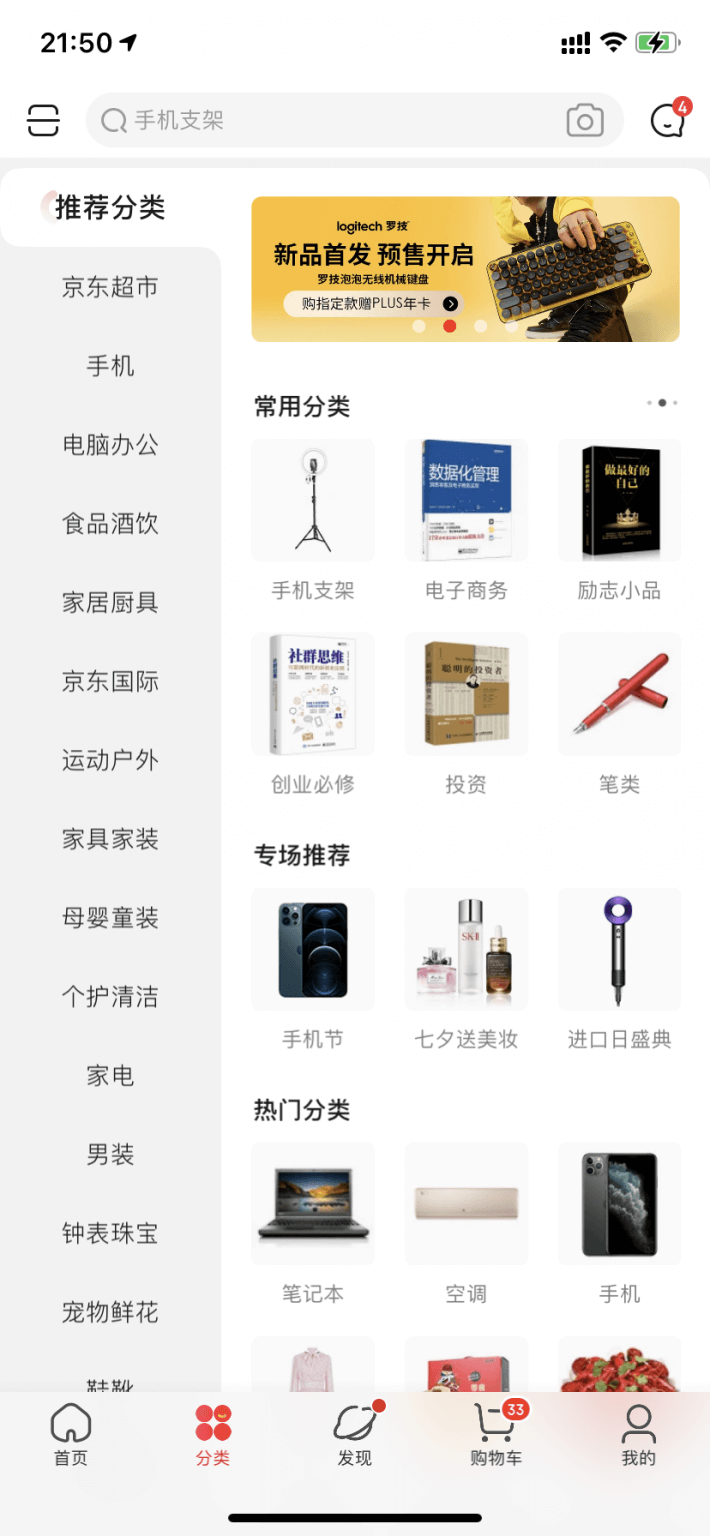 21:50
手机支架
4
推荐分类
京东超市
手机
电脑办公
食品酒饮
家居厨具
京东国际
运动户外
家具家装
母婴童装
个护清洁
家电
男装
钟表珠宝
宠物鲜花
鞋靴
logitech 罗技
新品首发 预售开启
罗技泡泡无线机械键盘
购指定款赠PLUS年卡
常用分类
数据化管理
做最好的
自己
手机支架
电子商务
励志小品
社群思维
聪明的投资者
创业必修
投资
笔类
专场推荐
SK-II
手机节
七夕送美妆
进口日盛典
热门分类
笔记本
空调
手机
首页
分类
发现
33
购物车
我的